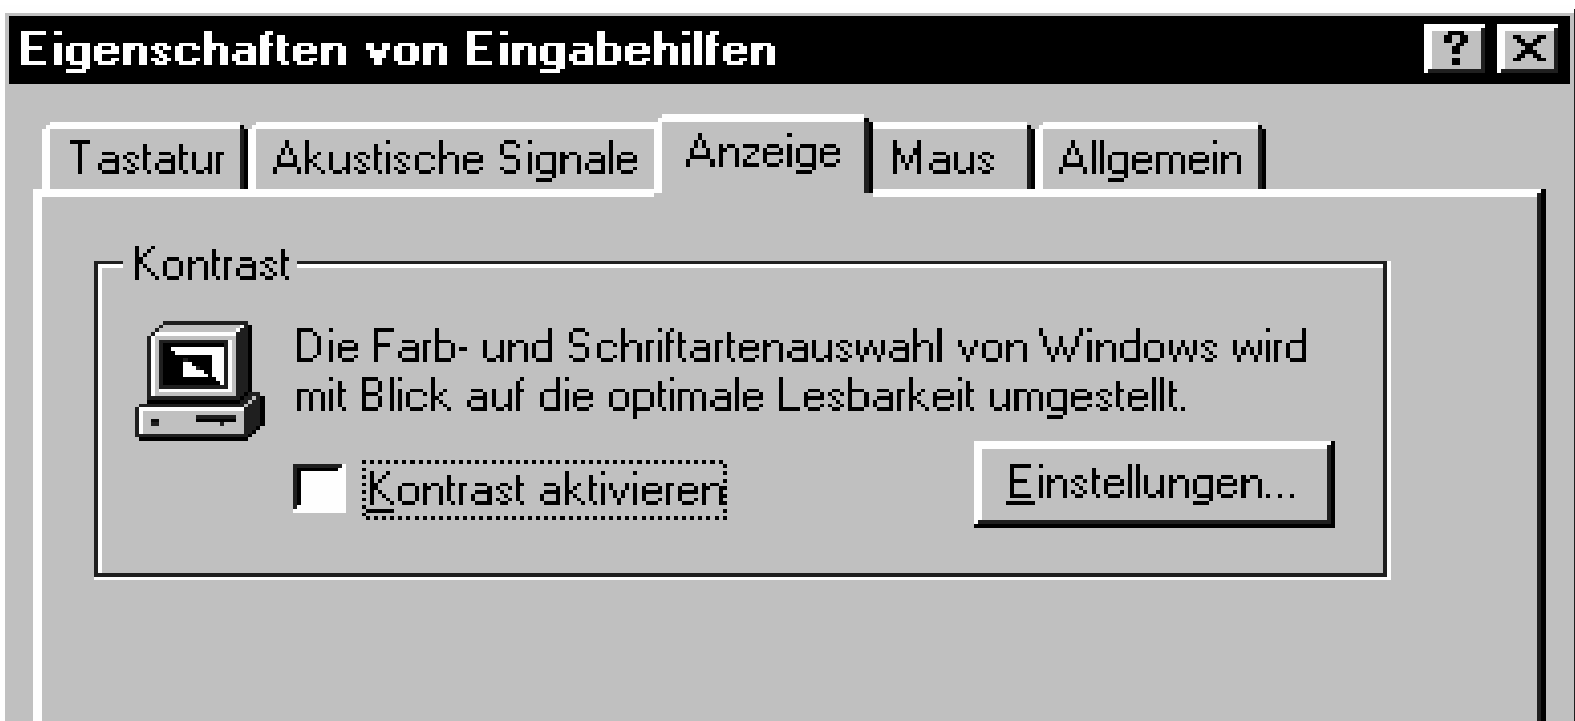 Eigenschaften von Eingabehilfen
Tastatur Akustische Signale Anzeige Maus Allgemein
Kontrast
Die Farb- und Schriftartenauswahl von Windows wird
mit Blick auf die optimale Lesbarkeit umgestellt.
Kontrast aktivieren
Einstellungen...